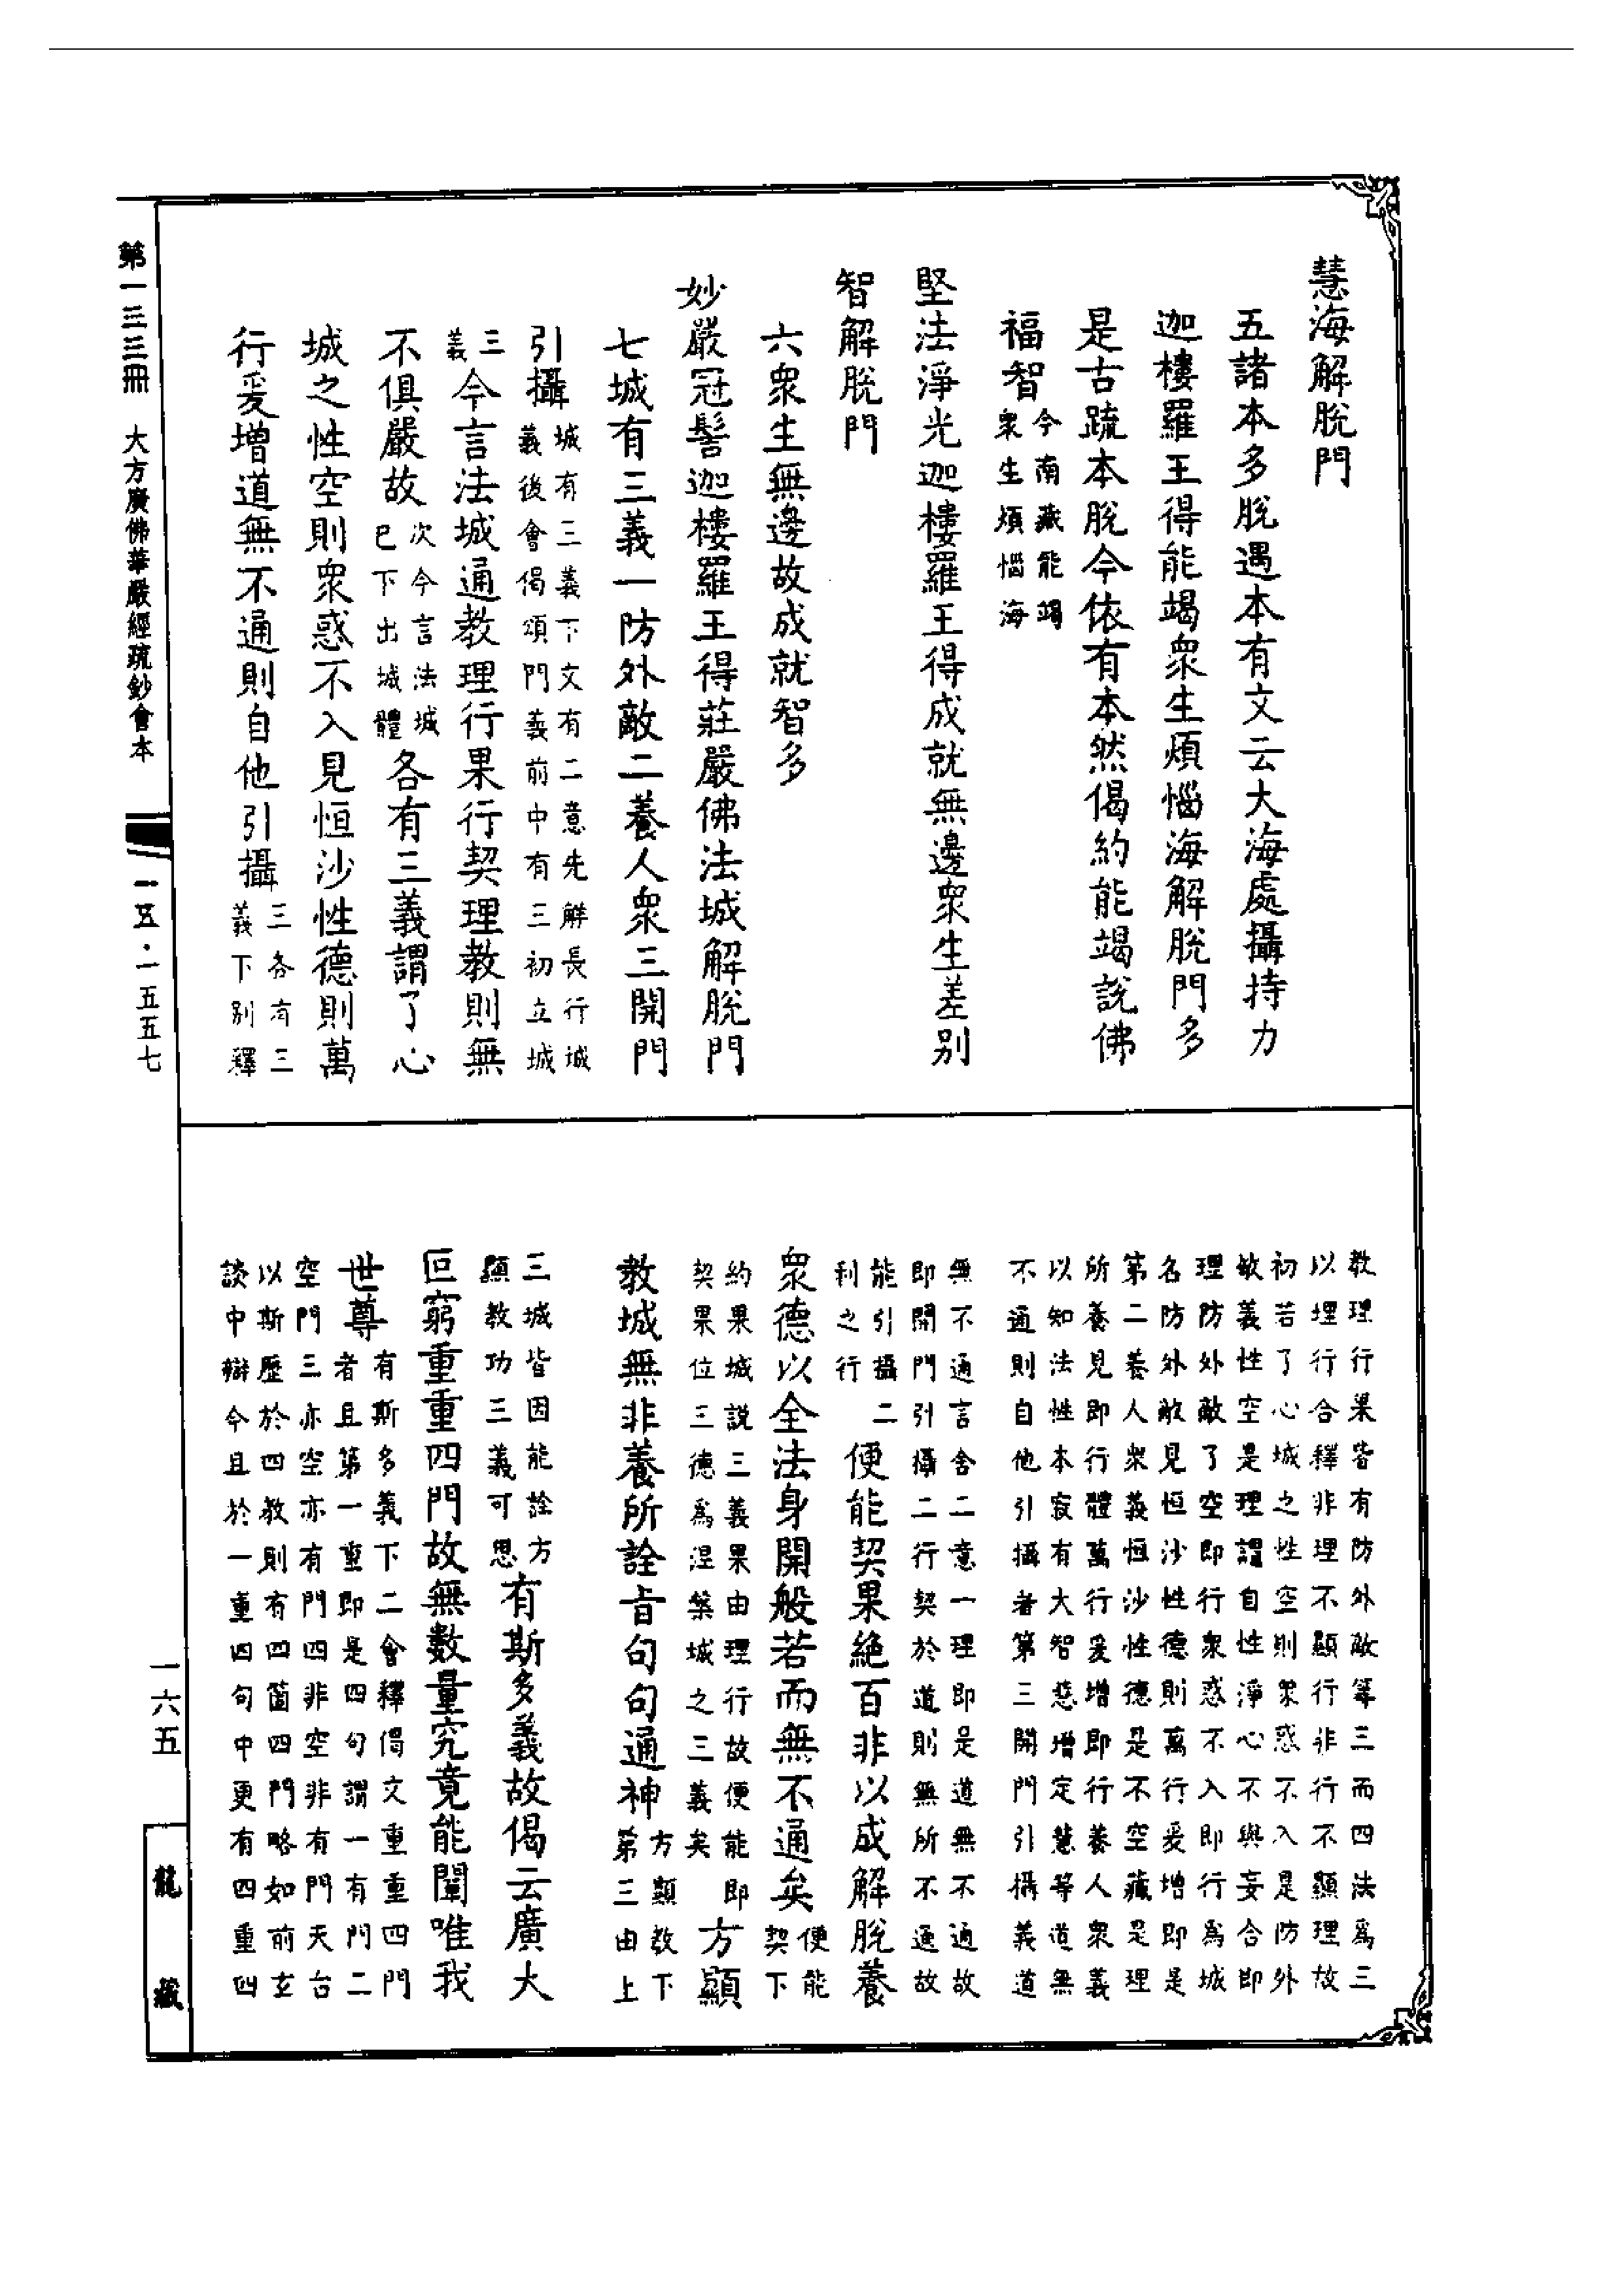 慧海解脫門
五諸本多脫遇本有文云大海處攝持力
迦樓羅王得能竭衆生煩惱海解脫門多
是古䟽本脫今依有本然偈約能竭說佛
福智今南藏能竭
衆生煩惱海
堅法淨光迦樓羅王得成就無邊衆生差別
智解脫門
六衆生無邊故成就智多
妙嚴冠髻迦樓羅王得莊嚴佛法城解脫門
七城有三義一防外敵二養人衆三開門
引攝城有三義下文有二意先解長行城
義後會偈頌門義前中有三初立城
三義今言法城通教理行果行契理教則無
不俱嚴故次今言法城已下出城體各有三義謂了心
城之性空則衆惑不入見恒沙性德則萬
行爰增道無不通則自他引攝三各有三
義下別釋
教理行果皆有防外敵等三而四法爲三
以理行合釋非理不顯行非行不顯理故
初若了心城之性空則衆惑不入是防外
敵義性空是理謂自性淨心不與妄合即
理防外敵了空即行衆惑不入即行爲城
名防外敵見恒沙性德則萬行爰增即是
第二養人衆義恒沙性德是不空藏是理
所養見即行體萬行爰增即行養人衆義
以知法性本寂有大智慈增定慧等道無
不通則自他引攝者第三開門引攝義道
無不通言含二意一理即是道無不通故
即開門引攝二行契於道則無所不通故
能引攝二利之行便能契果絕百非以成解脫養
衆德以全法身開般若而無不通矣便能
契下
約果城說三義果由理行故便能即
契果位三德爲涅槃城之三義矣方顯
教城無非養所詮旨句句通神方顯教下
第三由上
三城皆因能詮方
顯教功三義可思有斯多義故偈云廣大
叵窮重重四門故無數量究竟能闡唯我
世尊有斯多義下二會釋偈文重重四門
者且第一重即是四句謂一有門二
空門三亦空亦有門四非空非有門天台
以斯歷於四教則有四箇四門略如前玄
談中辯今且於一重四句中更有四重四
第一三三冊 大方廣佛華嚴經疏鈔會本 一五·一五五七
一六五
龍藏